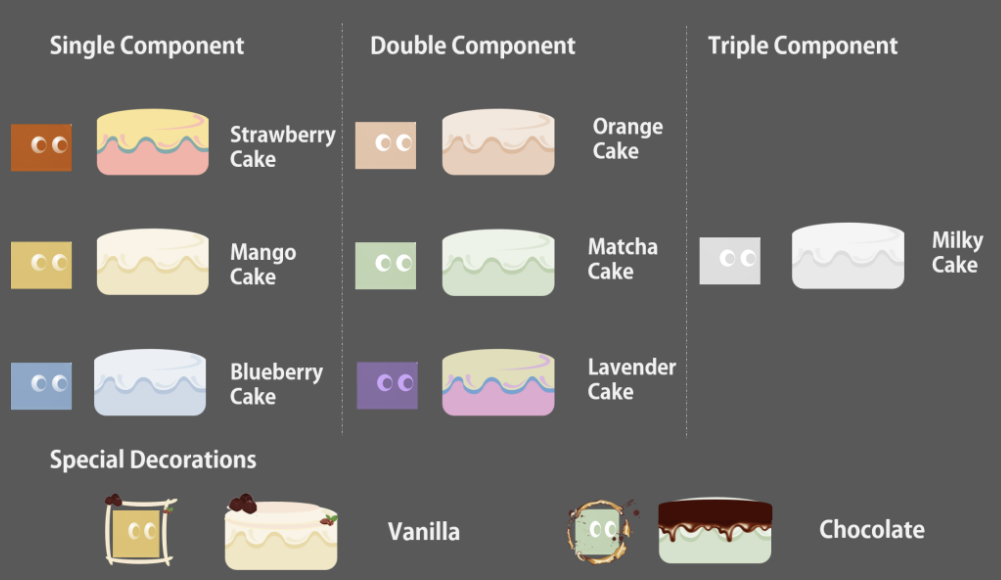 Single Component
Double Component
Triple Component
Strawberry
Cake
Orange
Cake
Mango
Cake
Matcha
Cake
Milky
Cake
Blueberry
Cake
Lavender
Cake
Special Decorations
Vanilla
Chocolate